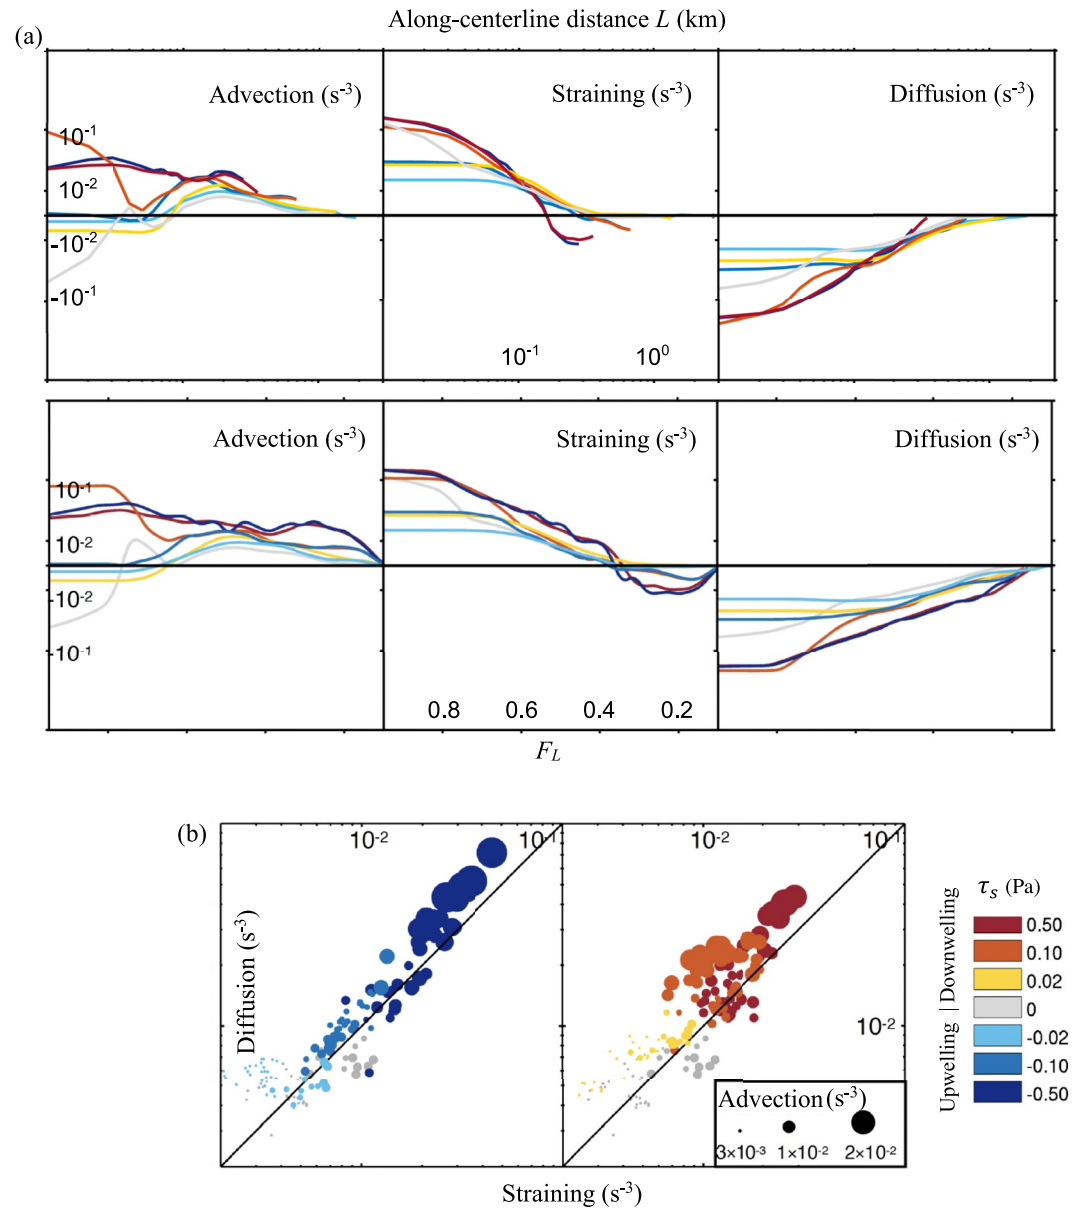 Along-centerline distance L (km)
(a)
Advection (s⁻³)
Straining (s⁻³)
Diffusion (s⁻³)
10⁻¹
10⁻²
-10⁻²
-10⁻¹
10⁻¹
10⁰
Advection (s⁻³)
Straining (s⁻³)
Diffusion (s⁻³)
10⁻¹
10⁻²
-10⁻²
-10⁻¹
0.8 0.6 0.4 0.2
F_L
(b)
10⁻² 10⁻¹ 10⁻²
10⁻²
Diffusion (s⁻³)
Straining (s⁻³)
Advection (s⁻³)
3×10⁻³ 1×10⁻² 2×10⁻²
τₛ (Pa)
Upwelling | Downwelling
0.50
0.10
0.02
0
-0.02
-0.10
-0.50